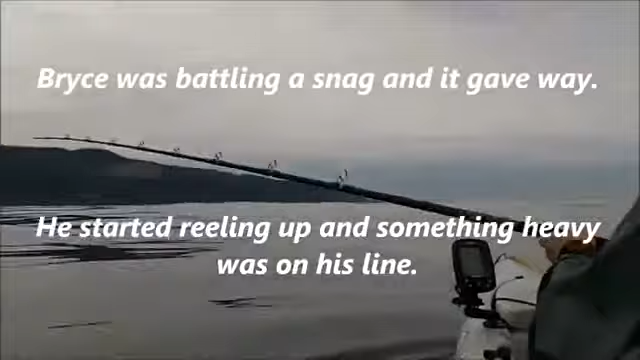 Bryce was battling a snag and it gave way.
He started reeling up and something heavy
was on his line.